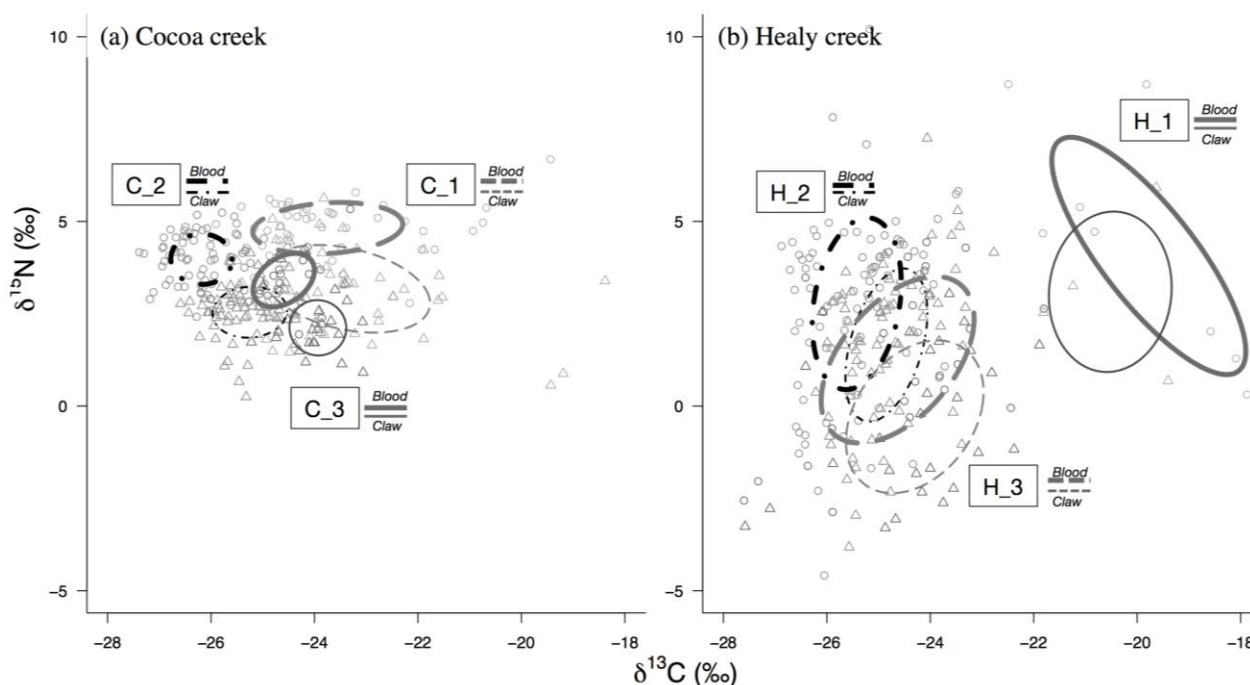 (a) Cocoa creek
(b) Healy creek
10
5
0
−5
δ¹⁵N (‰)
C_2
Blood
Claw
C_1
Blood
Claw
C_3
Blood
Claw
−28 −26 −24 −22 −20 −18
10
5
0
−5
H_1
Blood
Claw
H_2
Blood
Claw
H_3
Blood
Claw
−28 −26 −24 −22 −20 −18
δ¹³C (‰)